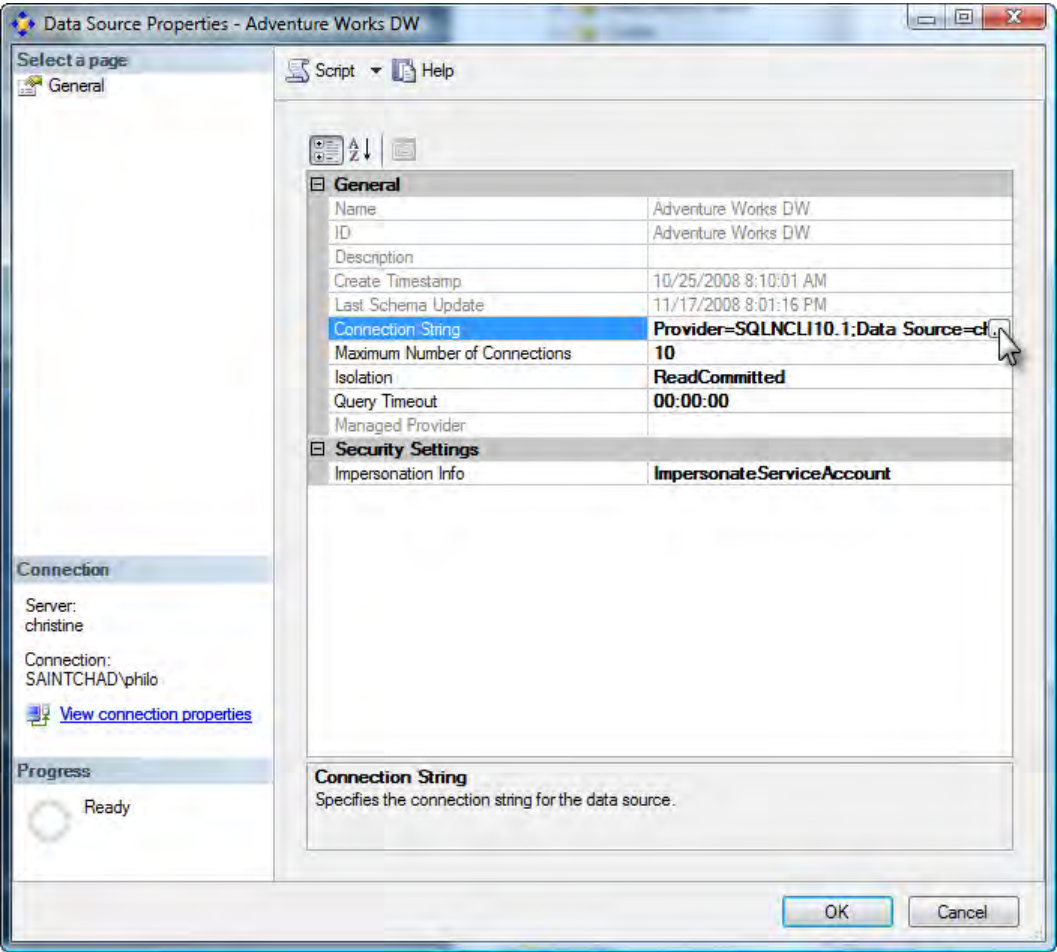 Data Source Properties - Adventure Works DW
Select a page
General
Script
Help
General
Name Adventure Works DW
ID Adventure Works DW
Description
Create Timestamp 10/25/2008 8:10:01 AM
Last Schema Update 11/17/2008 8:01:16 PM
Connection String Provider=SQLNCLI10.1;Data Source=ch
Maximum Number of Connections 10
Isolation ReadCommitted
Query Timeout 00:00:00
Managed Provider
Security Settings
Impersonation Info ImpersonateServiceAccount
Connection
Server:
christine
Connection:
SAINTCHAD\philo
View connection properties
Progress
Ready
Connection String
Specifies the connection string for the data source.
OK Cancel